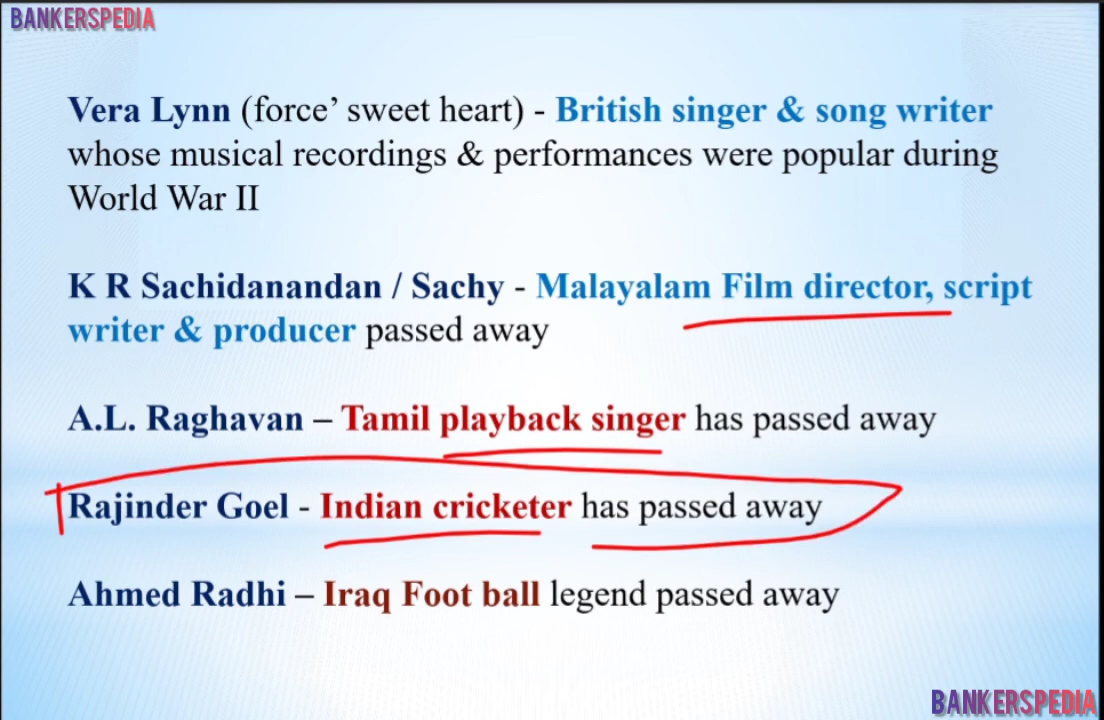 BANKERSPEDIA
Vera Lynn (force’ sweet heart) - British singer & song writer
whose musical recordings & performances were popular during
World War II
K R Sachidanandan / Sachy - Malayalam Film director, script
writer & producer passed away
A.L. Raghavan – Tamil playback singer has passed away
Rajinder Goel - Indian cricketer has passed away
Ahmed Radhi – Iraq Foot ball legend passed away
BANKERSPEDIA